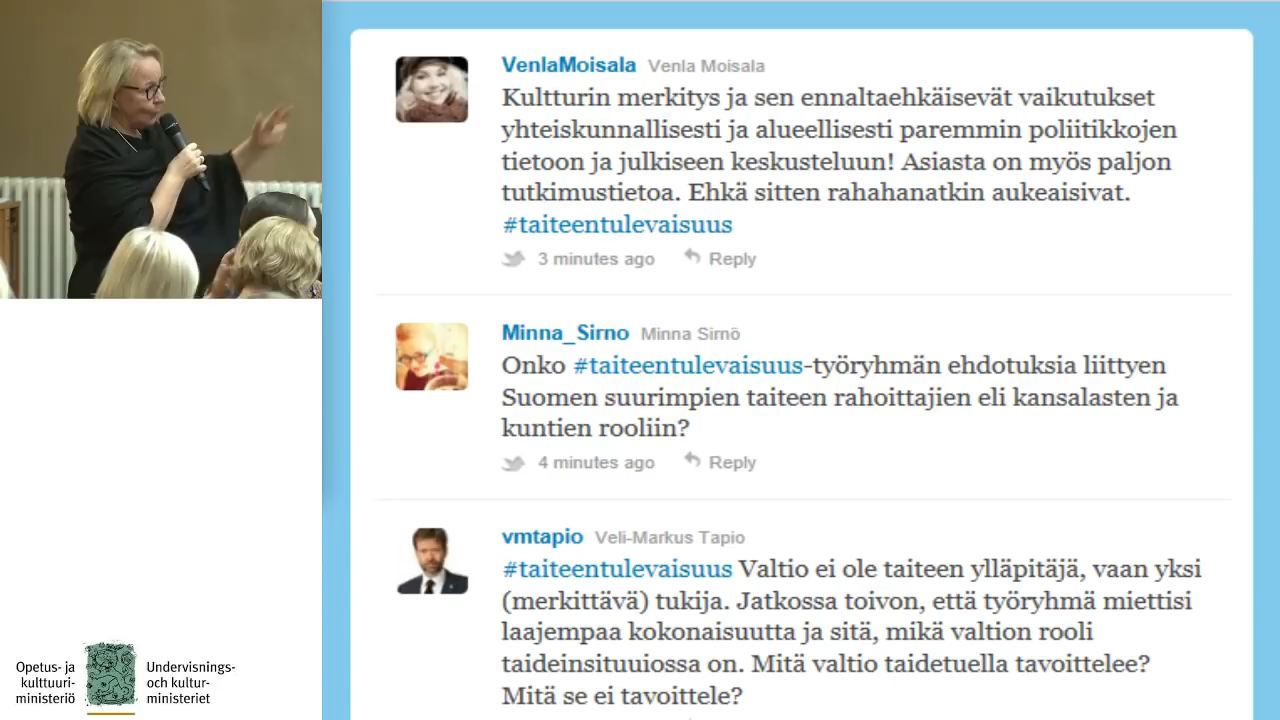 VenlaMoisala Venla Moisala
Kultturin merkitys ja sen ennaltaehkäisevät vaikutukset
yhteiskunnallisesti ja alueellisesti paremmin poliitikkojen
tietoon ja julkiseen keskusteluun! Asiasta on myös paljon
tutkimustietoa. Ehkä sitten rahahanatkin aukeaisivat.
#taiteentulevaisuus
3 minutes ago Reply
Minna_Sirno Minna Sirnö
Onko #taiteentulevaisuus-työryhmän ehdotuksia liittyen
Suomen suurimpien taiteen rahoittajien eli kansalasten ja
kuntien rooliin?
4 minutes ago Reply
vmtapio Veli-Markus Tapio
#taiteentulevaisuus Valtio ei ole taiteen ylläpitäjä, vaan yksi
(merkittävä) tukija. Jatkossa toivon, että työryhmä miettisi
laajempaa kokonaisuutta ja sitä, mikä valtion rooli
taideinsituuiossa on. Mitä valtio taidetuella tavoittelee?
Mitä se ei tavoittele?
Opetus- ja
kulttuuri-
ministeriö
Undervisnings-
och kultur-
ministeriet